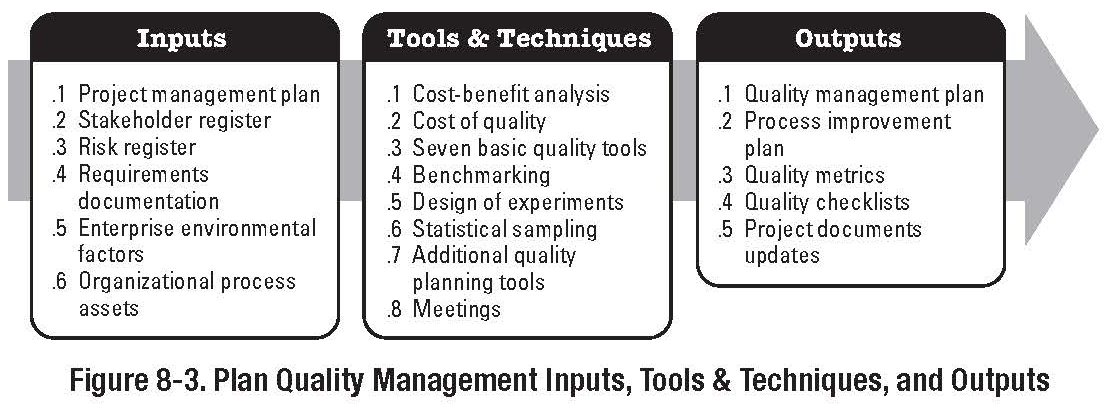 Inputs
.1 Project management plan
.2 Stakeholder register
.3 Risk register
.4 Requirements
documentation
.5 Enterprise environmental
factors
.6 Organizational process
assets
Tools & Techniques
.1 Cost-benefit analysis
.2 Cost of quality
.3 Seven basic quality tools
.4 Benchmarking
.5 Design of experiments
.6 Statistical sampling
.7 Additional quality
planning tools
.8 Meetings
Outputs
.1 Quality management plan
.2 Process improvement
plan
.3 Quality metrics
.4 Quality checklists
.5 Project documents
updates
Figure 8-3. Plan Quality Management Inputs, Tools & Techniques, and Outputs